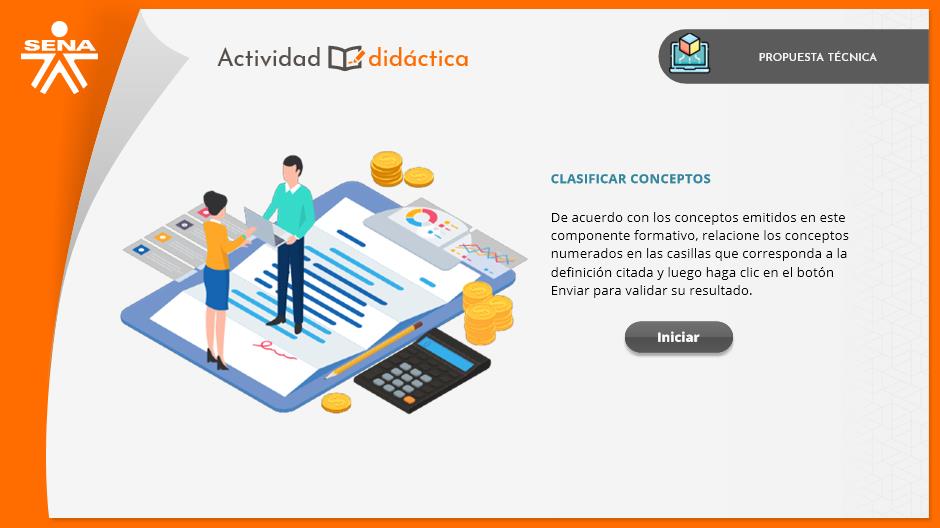 SENA
Actividad didáctica
PROPUESTA TÉCNICA
CLASIFICAR CONCEPTOS
De acuerdo con los conceptos emitidos en este
componente formativo, relacione los conceptos
numerados en las casillas que corresponda a la
definición citada y luego haga clic en el botón
Enviar para validar su resultado.
Iniciar